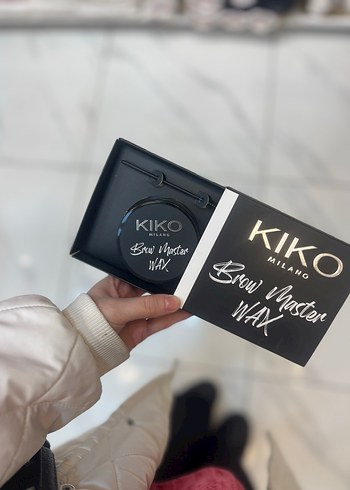 KIKO
MILANO
Brow Master
WAX
KIKO
MILANO
Brow Master
WAX